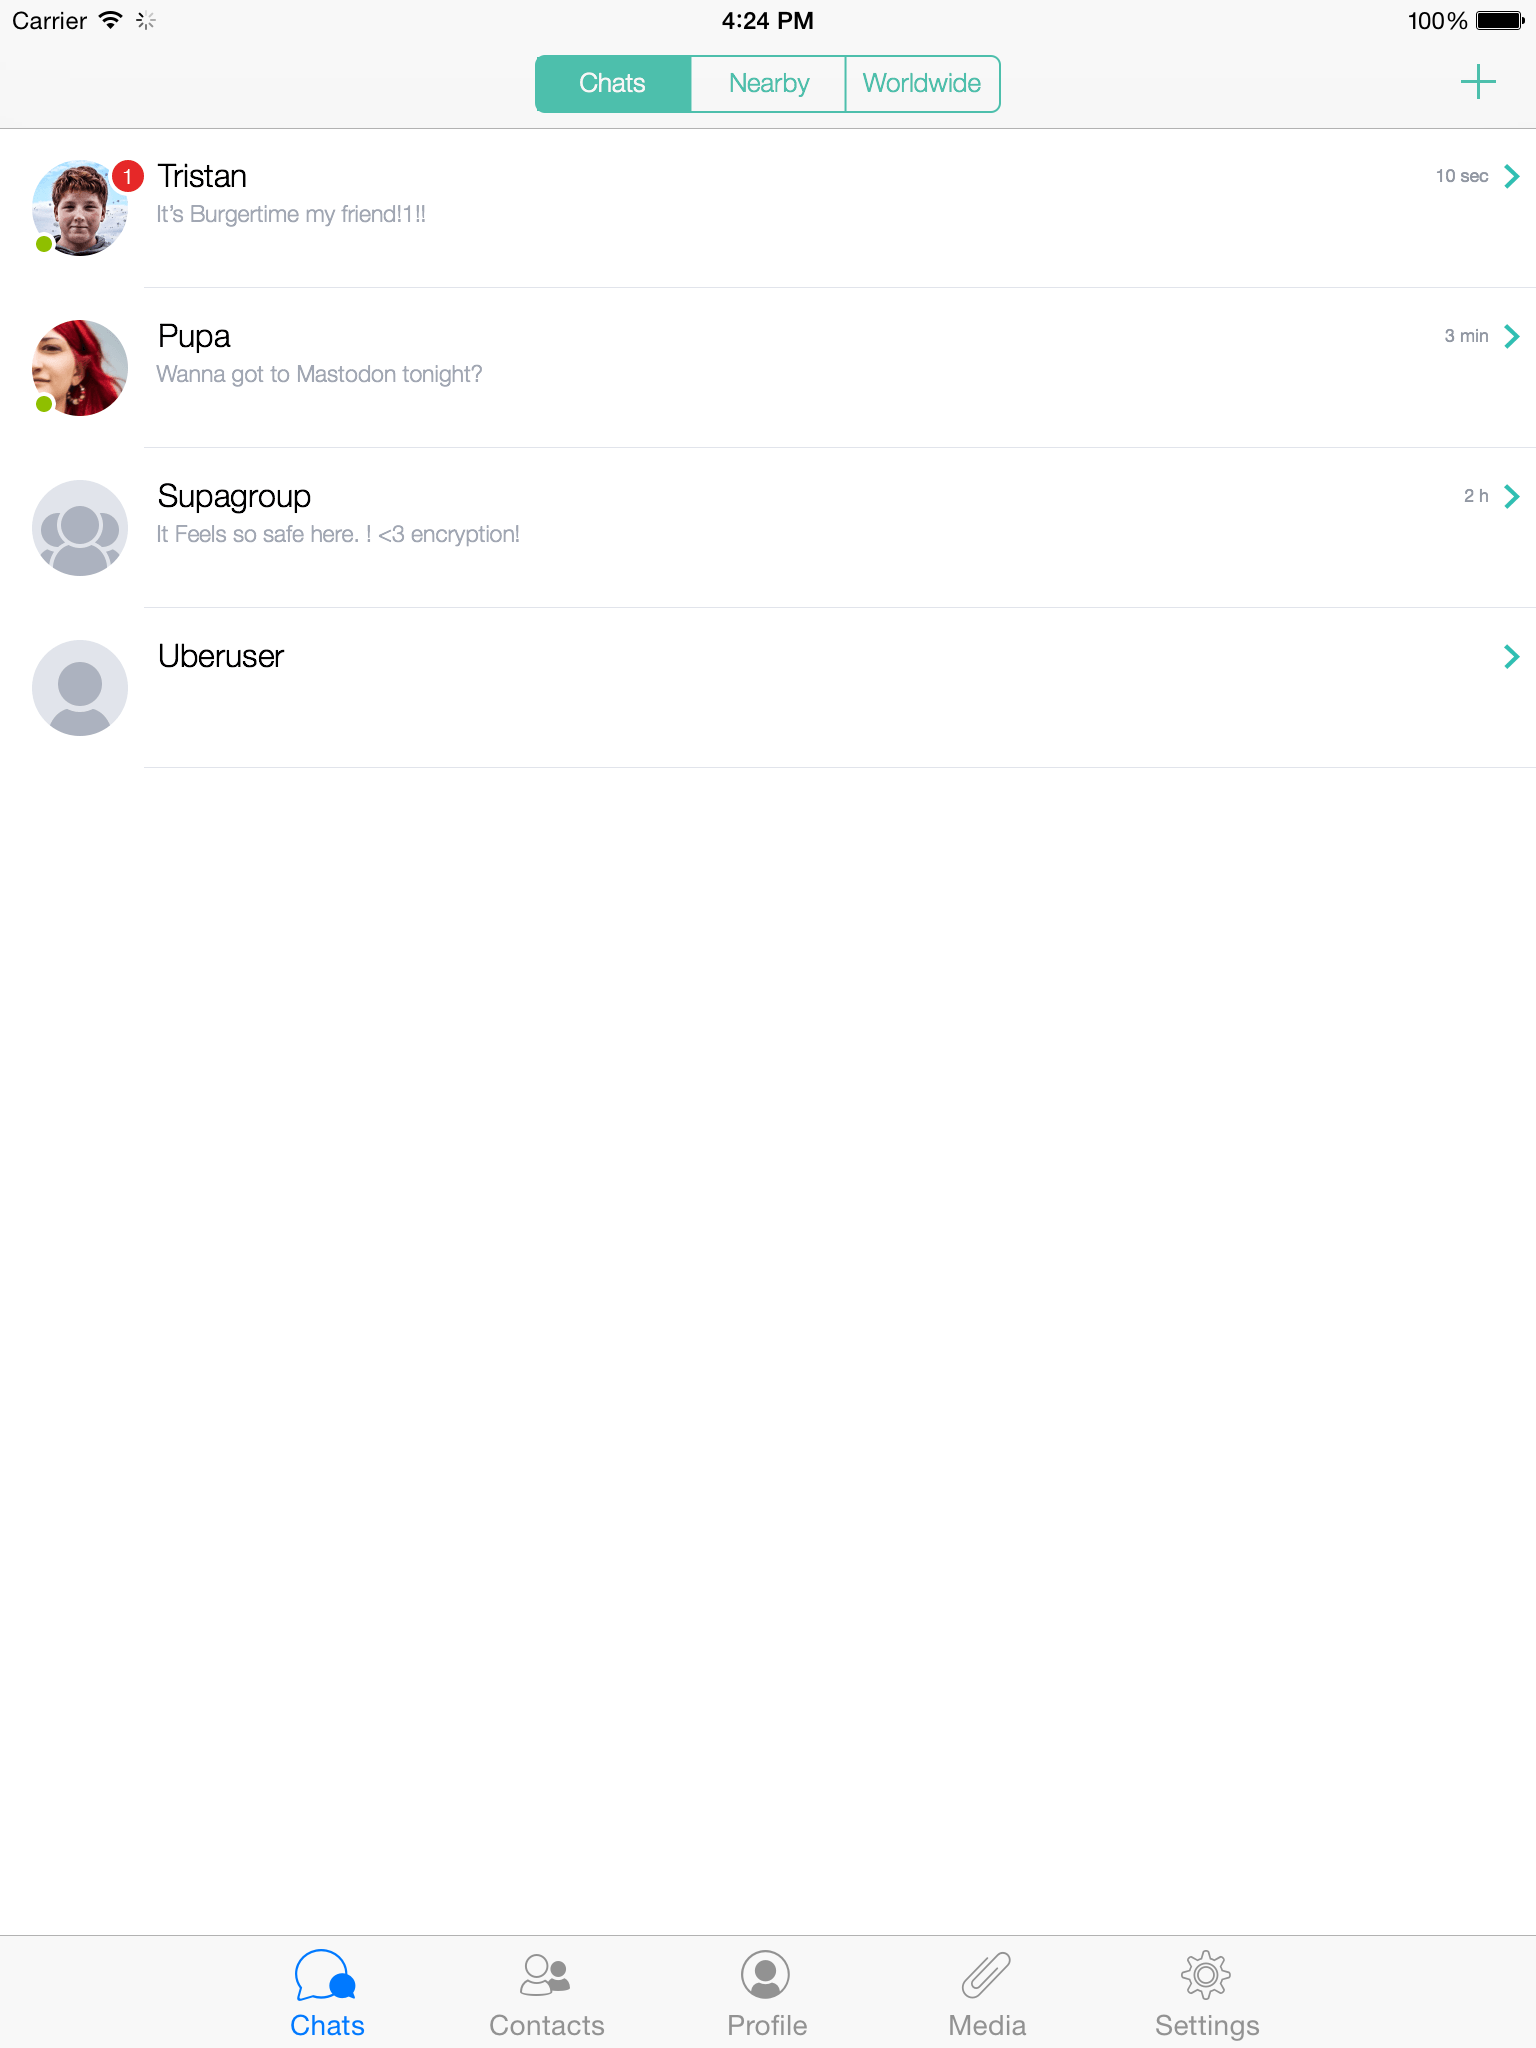 Carrier 4:24 PM 100%
Chats Nearby Worldwide
1 Tristan 10 sec
It's Burgertime my friend!1!!
Pupa 3 min
Wanna got to Mastodon tonight?
Supagroup 2 h
It Feels so safe here. ! <3 encryption!
Uberuser
Chats Contacts Profile Media Settings